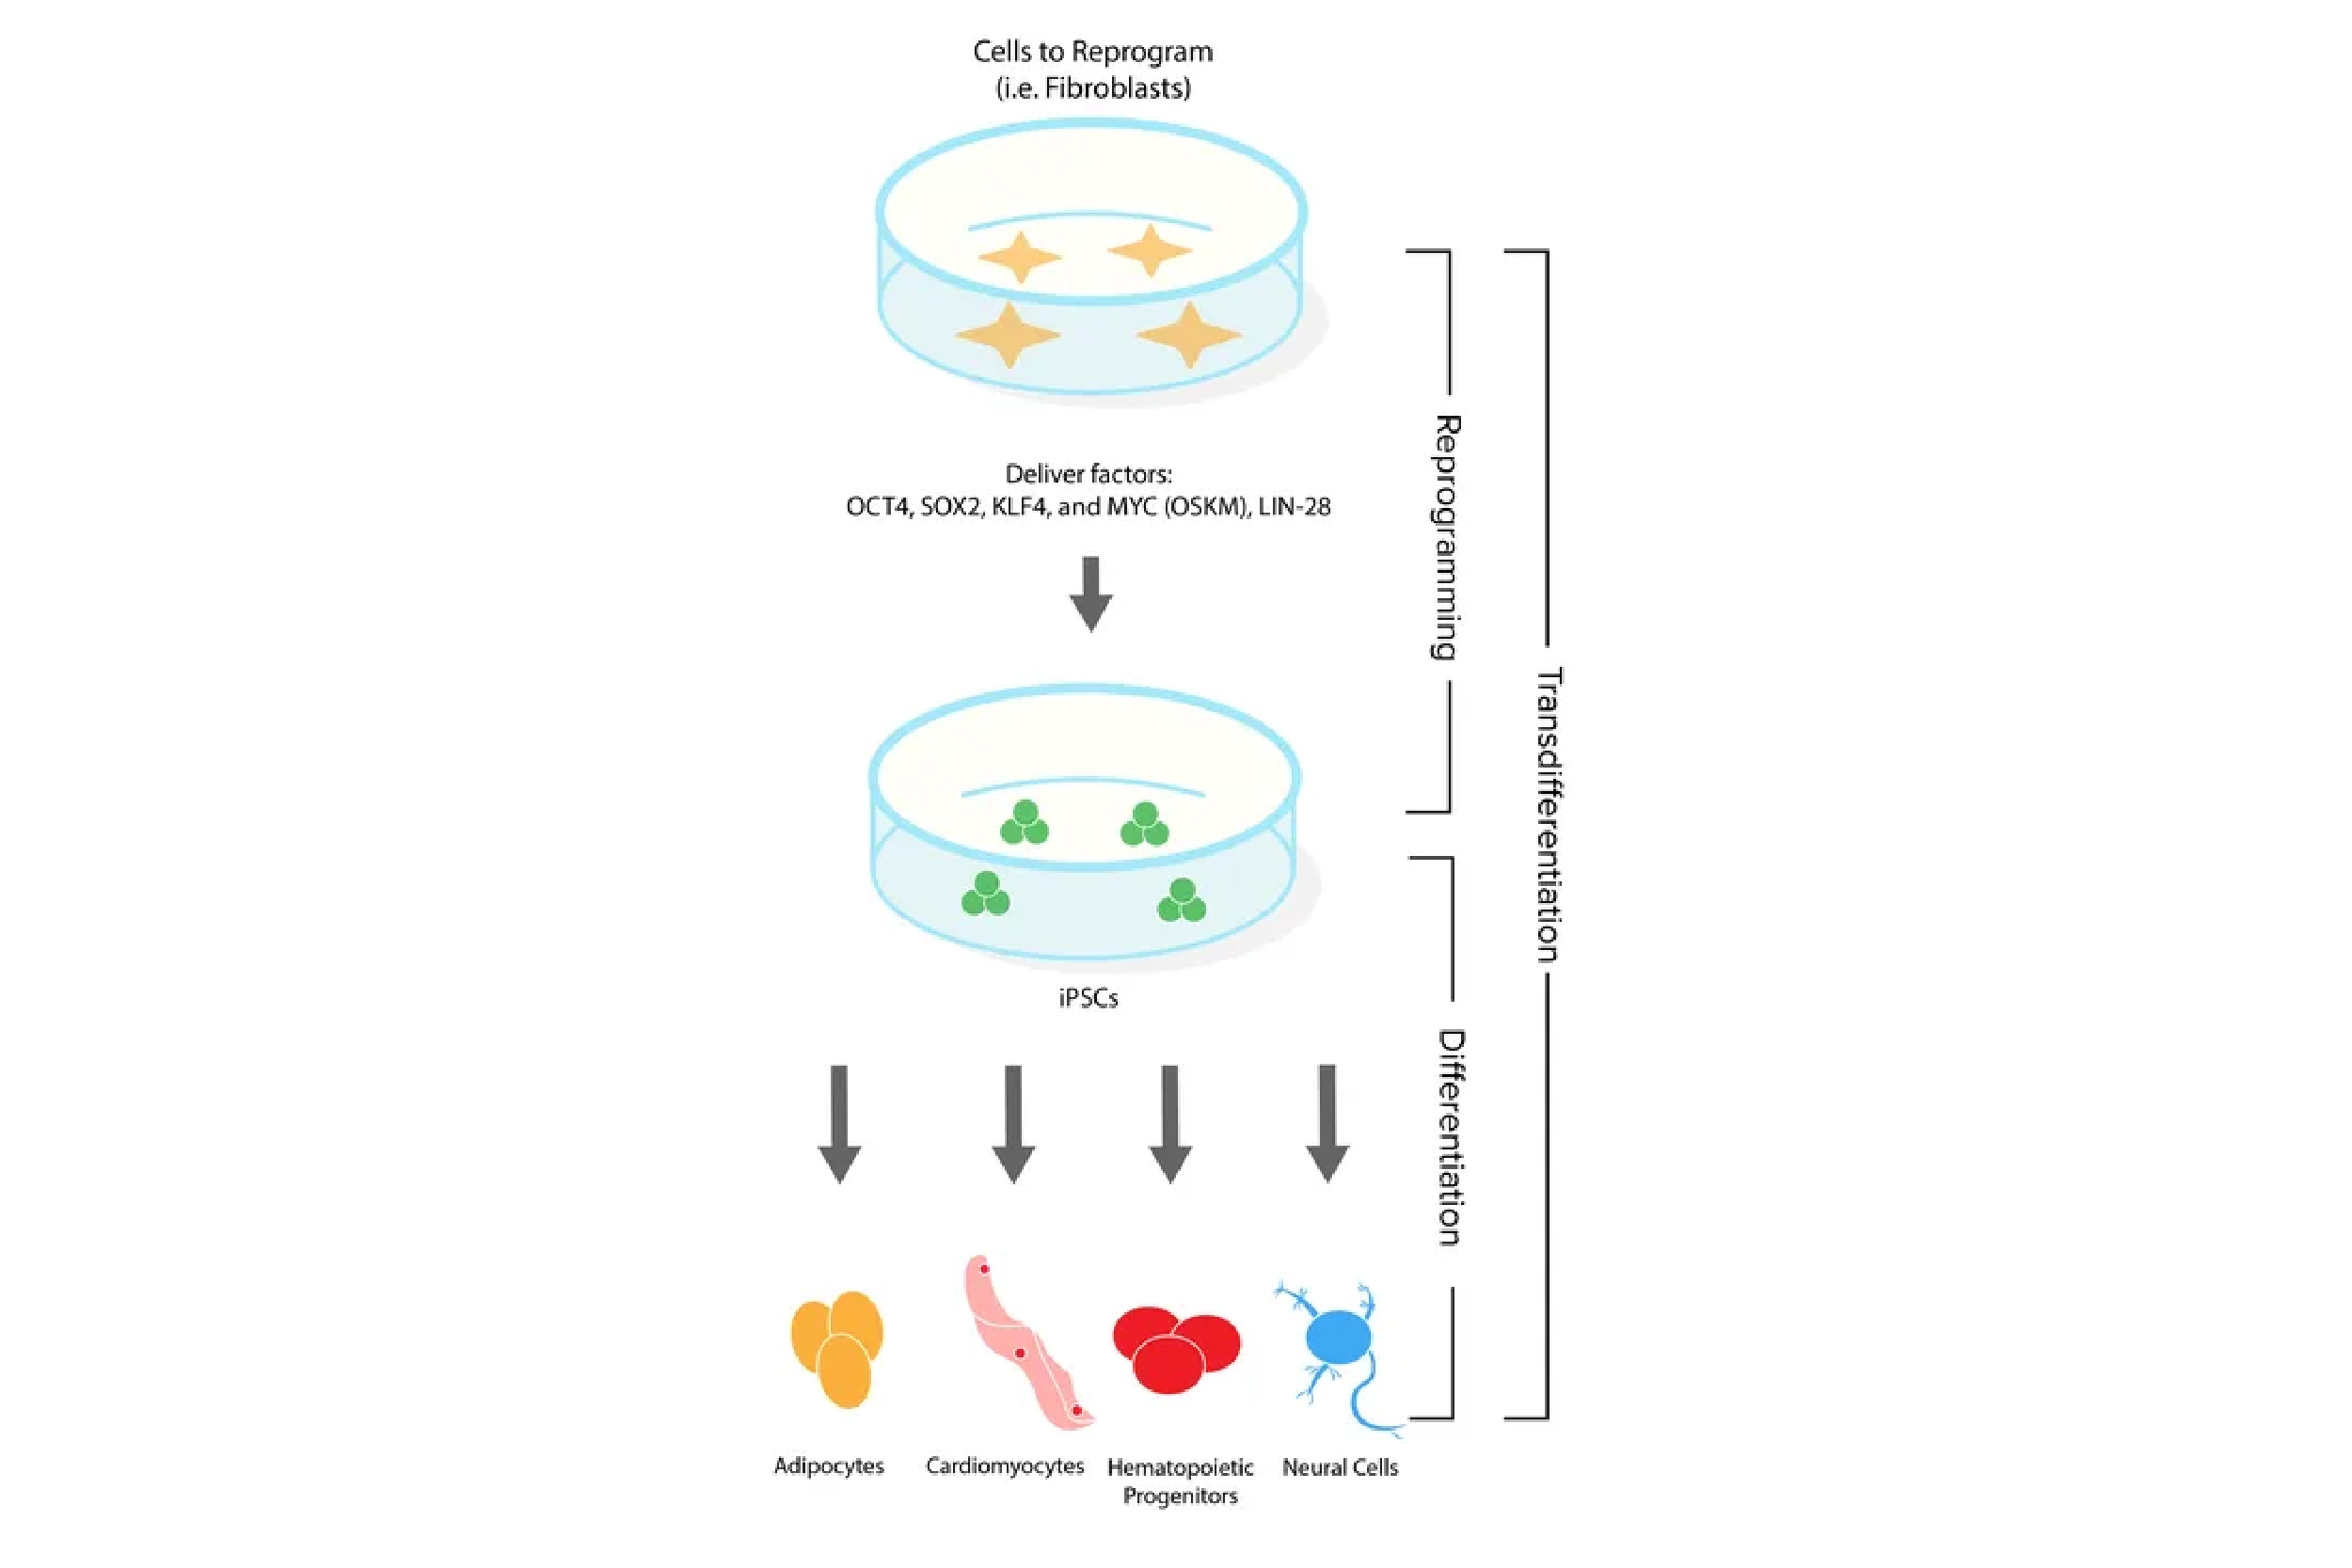 Cells to Reprogram
(i.e. Fibroblasts)
Deliver factors:
OCT4, SOX2, KLF4, and MYC (OSKM), LIN-28
Reprogramming
Transdifferentiation
iPSCs
Differentiation
Adipocytes
Cardiomyocytes
Hematopoietic
Progenitors
Neural Cells